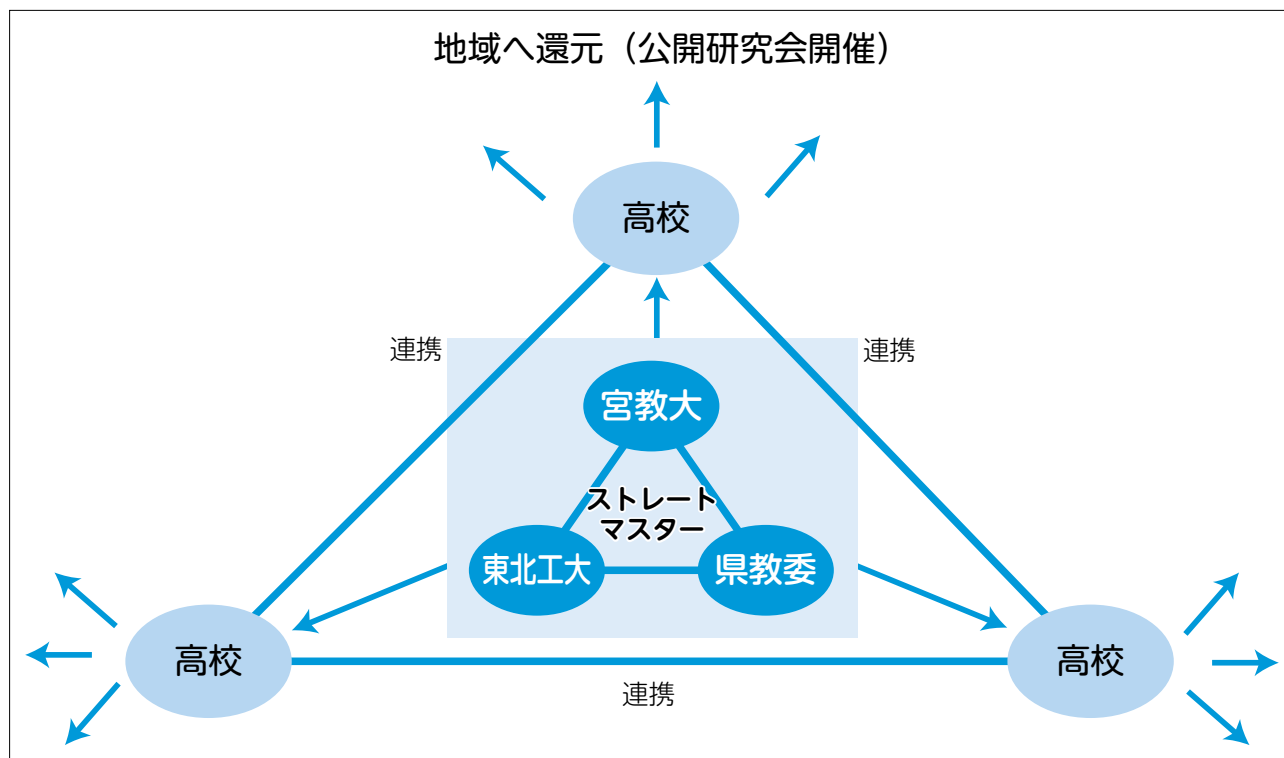 地域へ還元（公開研究会開催）
高校
連携
連携
宮教大
ストレート
マスター
東北工大
県教委
高校
高校
連携